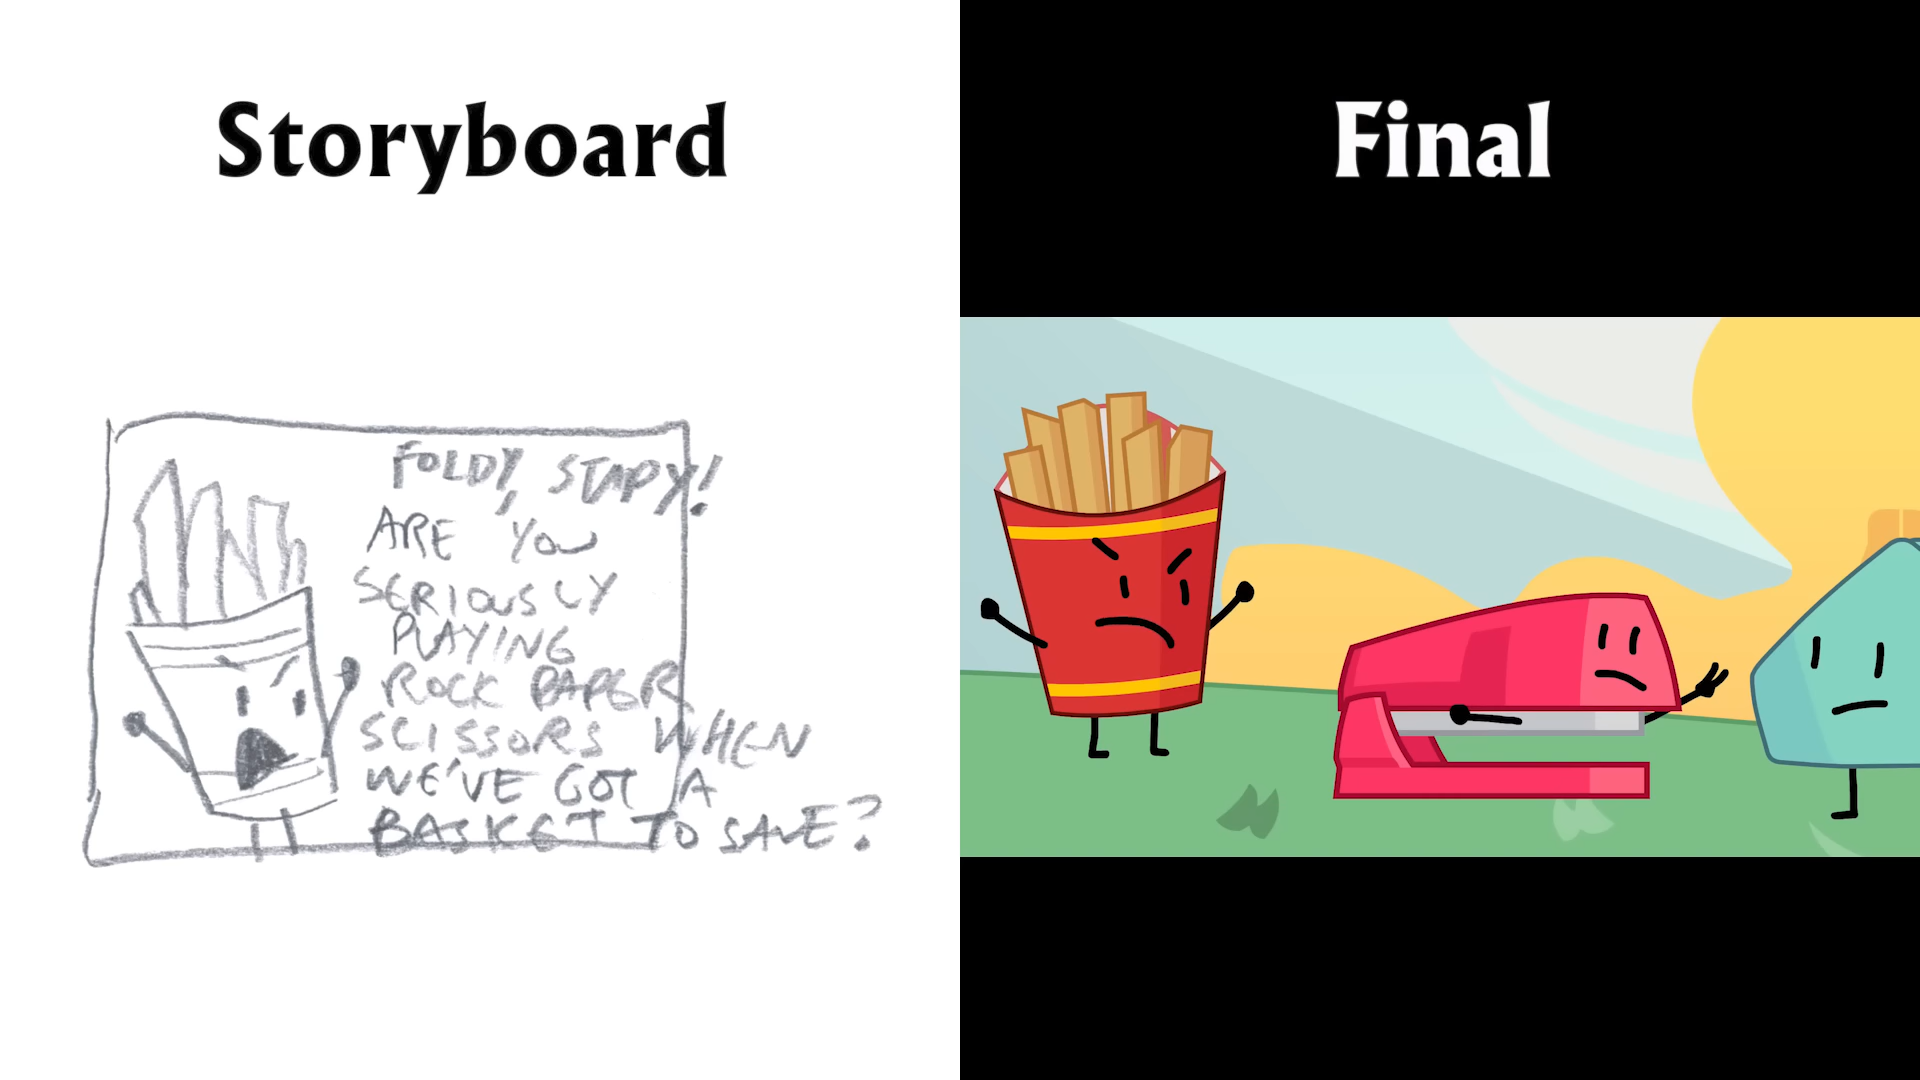 Storyboard
Final
FOLDY, STAPY!
ARE YOU
SERIOUSLY
PLAYING
ROCK PAPER
SCISSORS WHEN
WE'VE GOT A
BASKET TO SAVE?